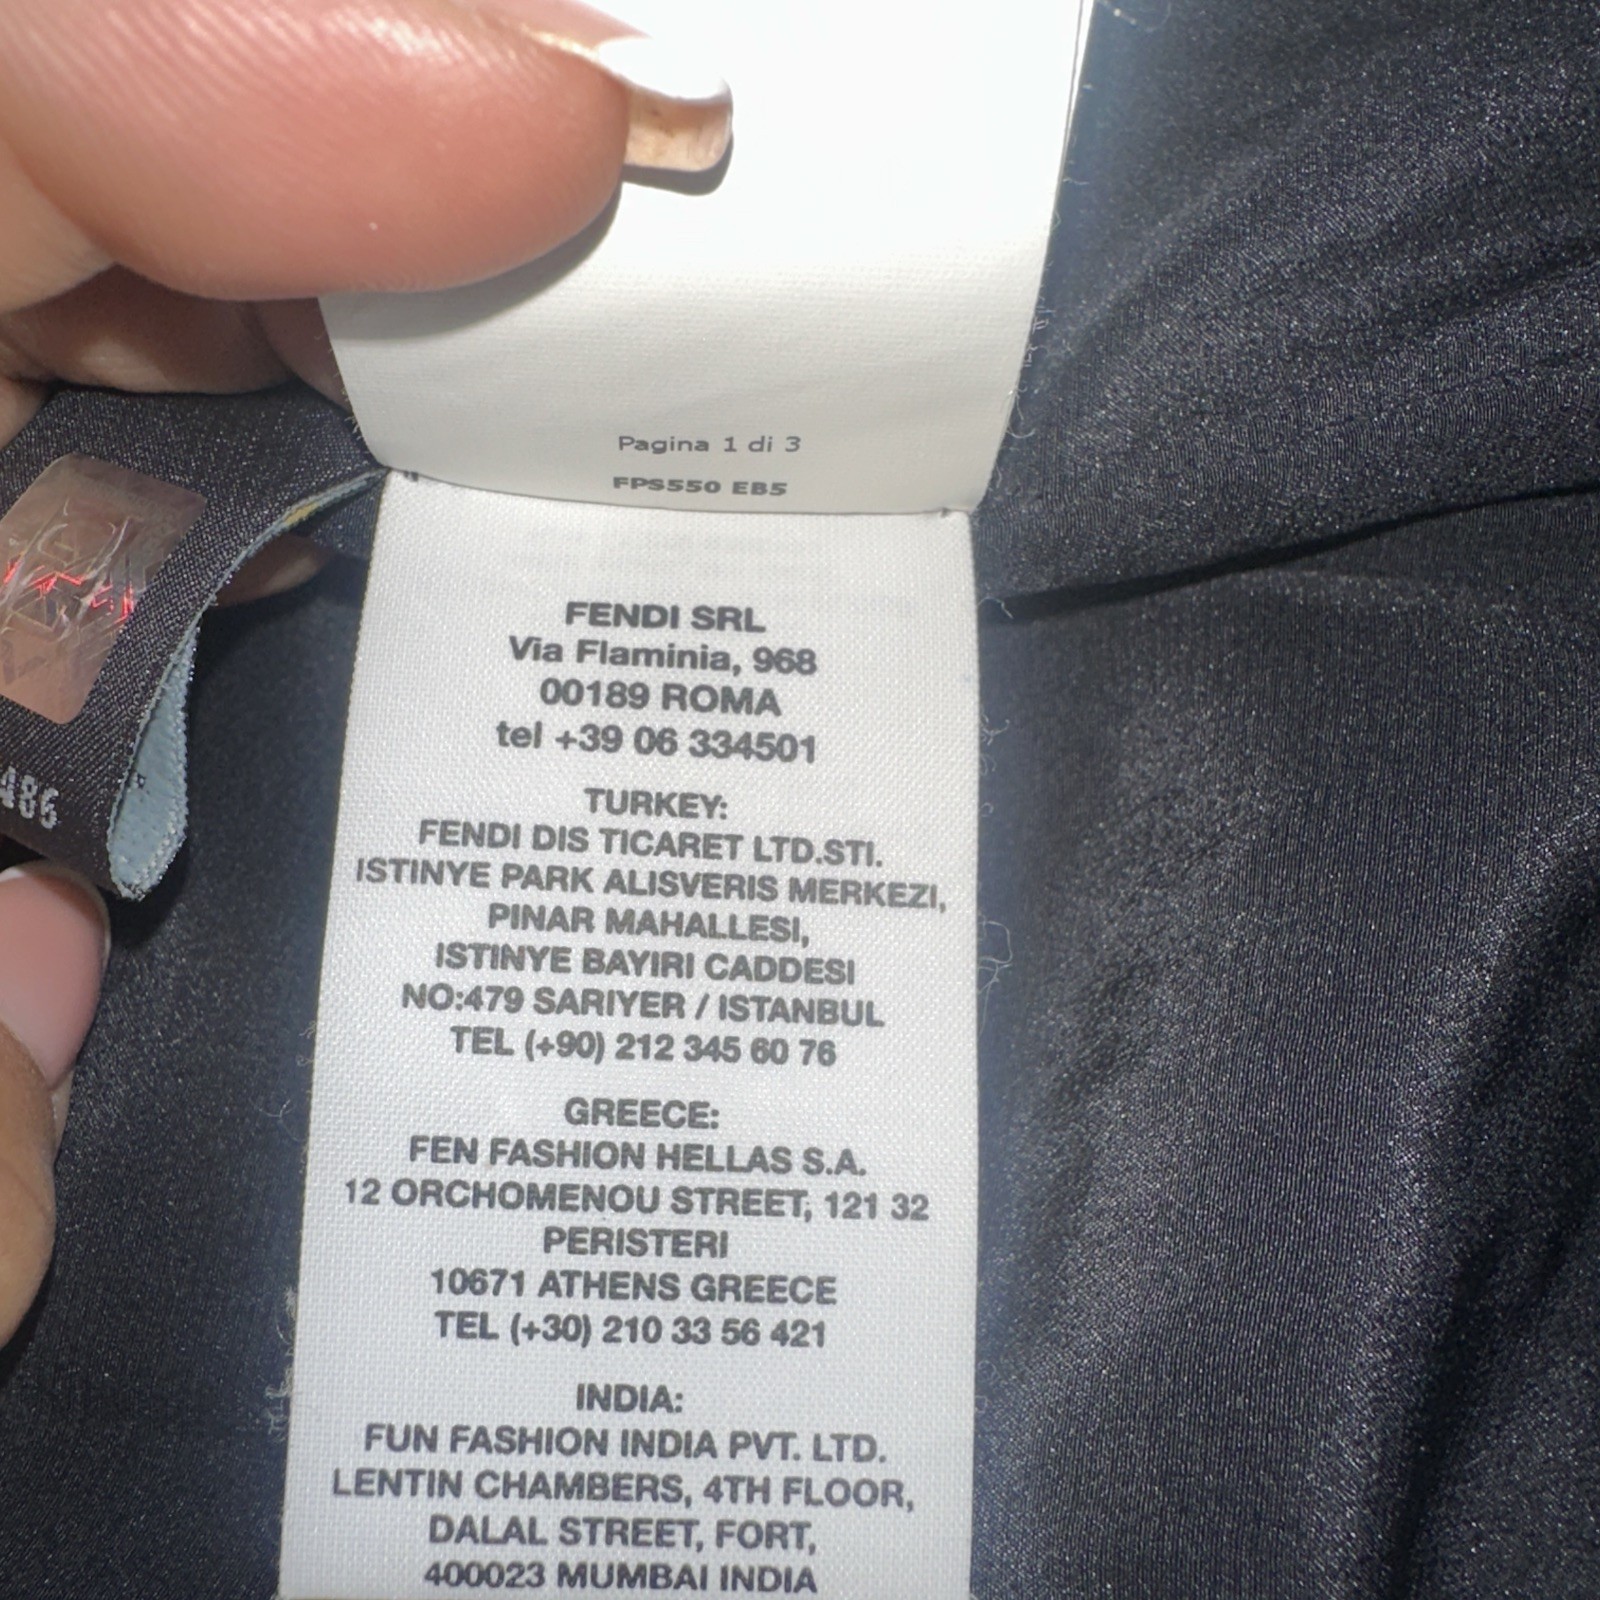 Pagina 1 di 3
FPS550 EB5
FENDI SRL
Via Flaminia, 968
00189 ROMA
tel +39 06 334501
TURKEY:
FENDI DIS TICARET LTD.STI.
ISTINYE PARK ALISVERIS MERKEZI,
PINAR MAHALLESI,
ISTINYE BAYIRI CADDESI
NO:479 SARIYER / ISTANBUL
TEL (+90) 212 345 60 76
GREECE:
FEN FASHION HELLAS S.A.
12 ORCHOMENOU STREET, 121 32
PERISTERI
10671 ATHENS GREECE
TEL (+30) 210 33 56 421
INDIA:
FUN FASHION INDIA PVT. LTD.
LENTIN CHAMBERS, 4TH FLOOR,
DALAL STREET, FORT,
400023 MUMBAI INDIA
486